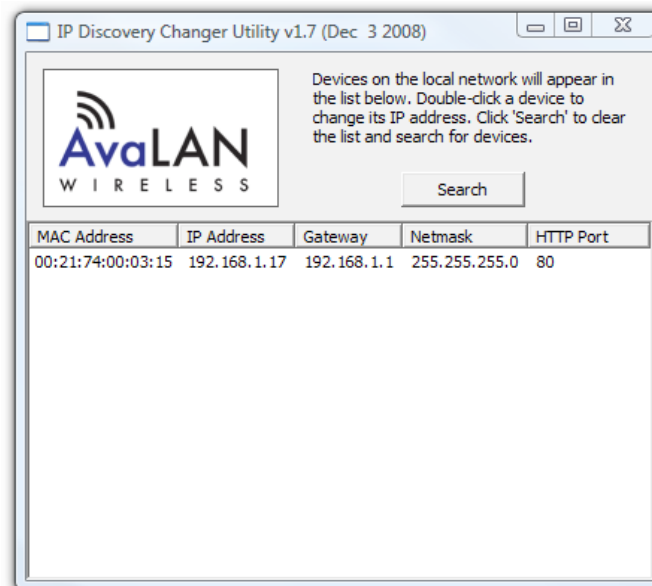 IP Discovery Changer Utility v1.7 (Dec  3 2008)
AvaLAN
WIRELESS
Devices on the local network will appear in
the list below. Double-click a device to
change its IP address. Click 'Search' to clear
the list and search for devices.
Search
MAC Address IP Address Gateway Netmask HTTP Port
00:21:74:00:03:15 192.168.1.17 192.168.1.1 255.255.255.0 80